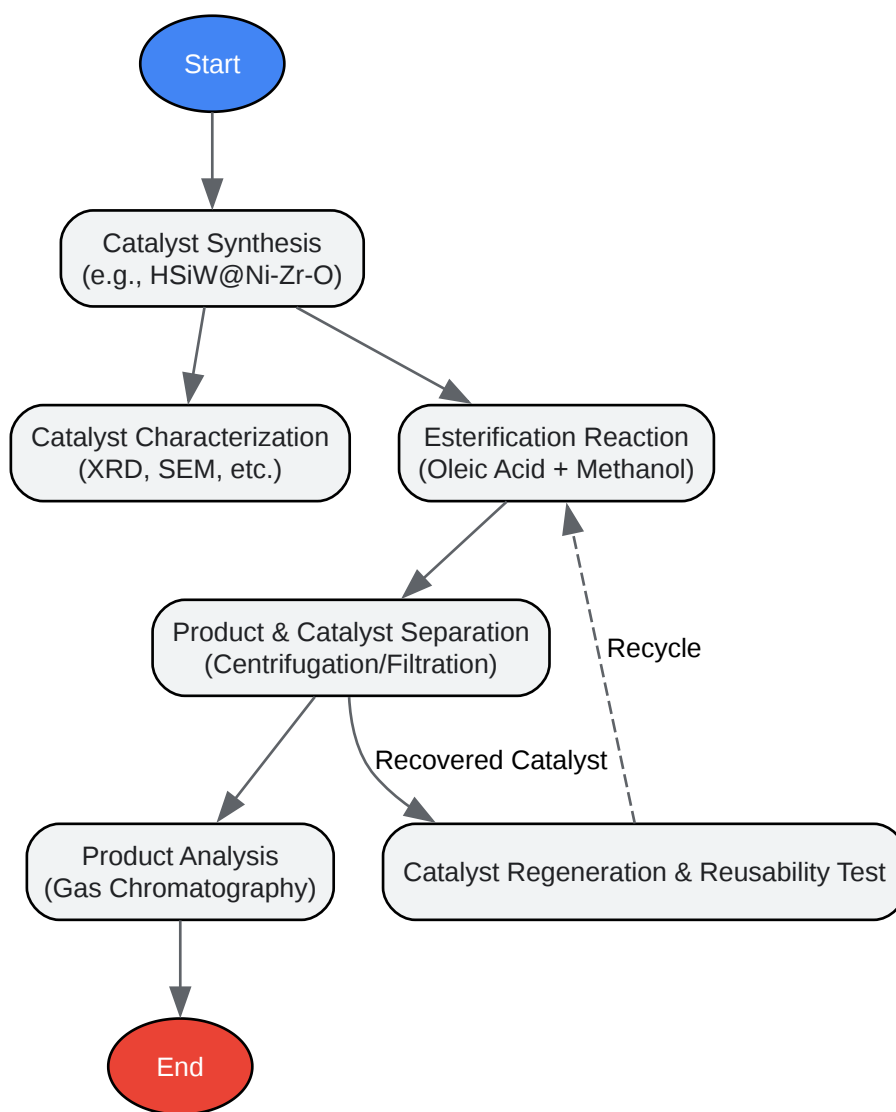 Start
Catalyst Synthesis
(e.g., HSiW@Ni-Zr-O)
Catalyst Characterization
(XRD, SEM, etc.)
Esterification Reaction
(Oleic Acid + Methanol)
Product & Catalyst Separation
(Centrifugation/Filtration)
Recycle
Recovered Catalyst
Product Analysis
(Gas Chromatography)
Catalyst Regeneration & Reusability Test
End